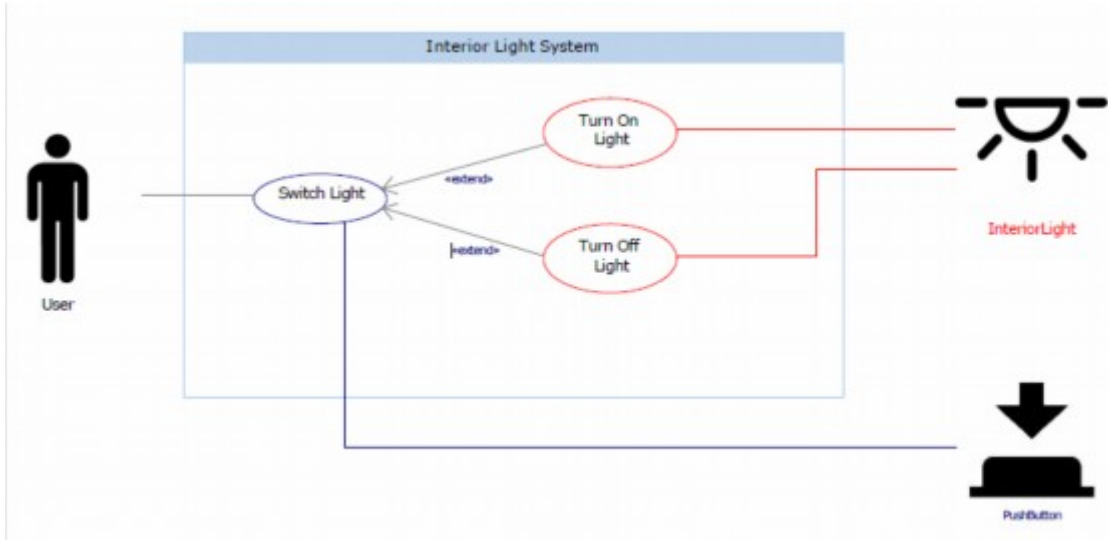 Interior Light System
Turn On
Light
Switch Light
«extend»
Turn Off
Light
«extend»
InteriorLight
User
PushButton